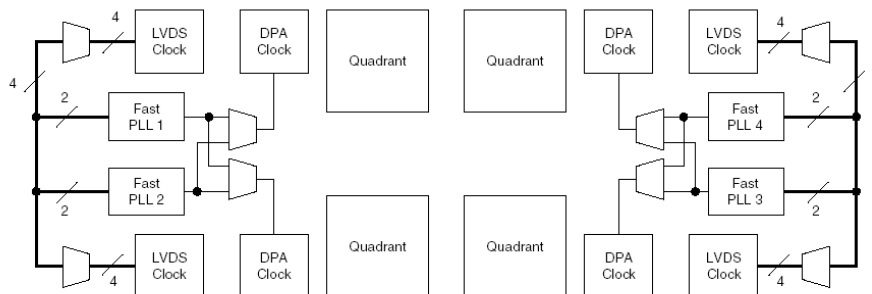 4
LVDS
Clock
DPA
Clock
Quadrant
Quadrant
DPA
Clock
LVDS
Clock
4
4
2
Fast
PLL 1
Fast
PLL 4
2
2
Fast
PLL 2
Fast
PLL 3
2
4
LVDS
Clock
DPA
Clock
Quadrant
Quadrant
DPA
Clock
LVDS
Clock
4